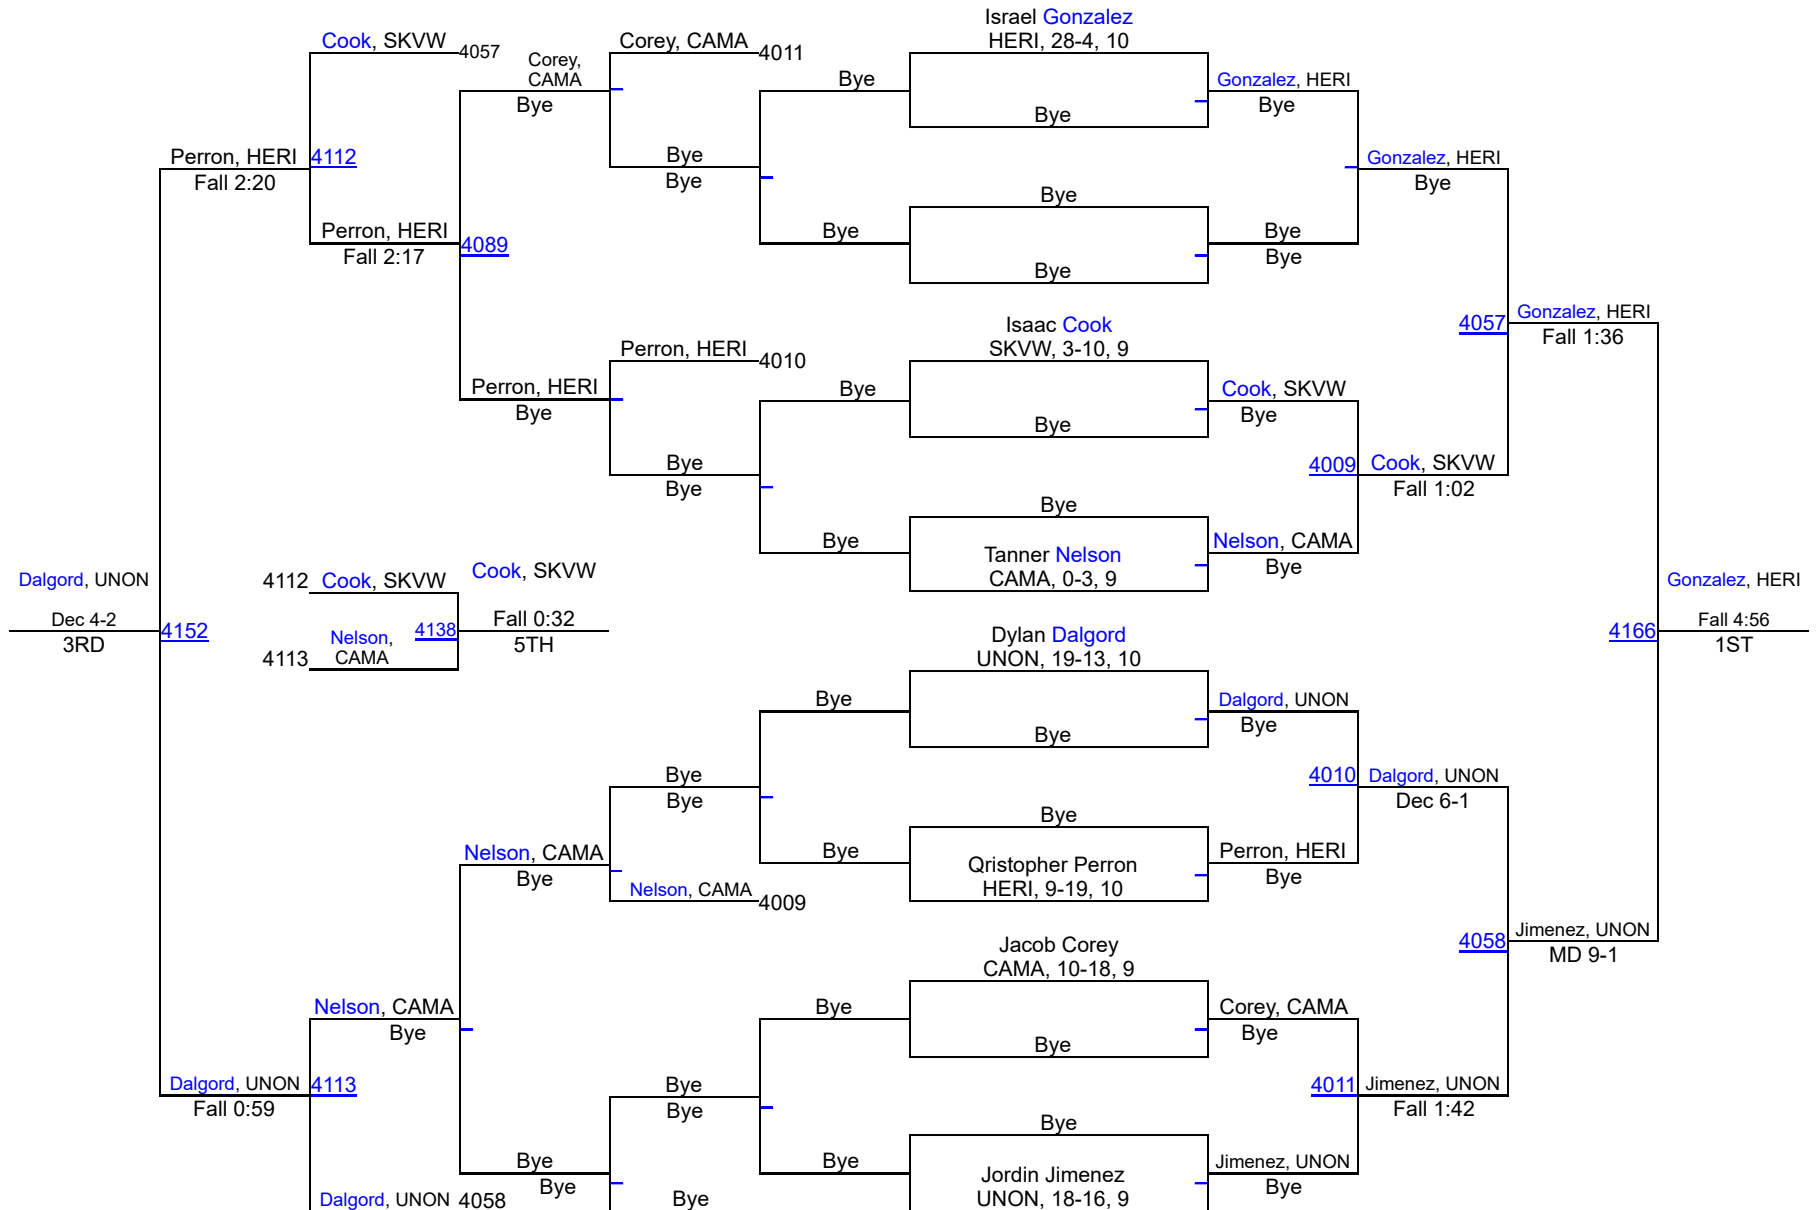 Israel Gonzalez
Cook, SKVW
4057
Corey,
CAMA
Bye
Corey, CAMA
4011
HERI, 28-4, 10
Bye
Gonzalez, HERI
Bye
Bye
Perron, HERI
4112
Fall 2:20
Bye
Bye
Gonzalez, HERI
Bye
Bye
Perron, HERI
4089
Fall 2:17
Bye
Bye
Bye
Bye
Perron, HERI
4010
Isaac Cook
SKVW, 3-10, 9
4057
Gonzalez, HERI
Fall 1:36
Perron, HERI
Bye
Bye
Cook, SKVW
Bye
Bye
Bye
Bye
4009
Cook, SKVW
Fall 1:02
Bye
Bye
Tanner Nelson
CAMA, 0-3, 9
Nelson, CAMA
Bye
Dalgord, UNON
Dec 4-2
3RD
4152
4112
Cook, SKVW
Nelson,
CAMA
4113
4138
Cook, SKVW
Fall 0:32
5TH
Gonzalez, HERI
4166
Fall 4:56
1ST
Dylan Dalgord
UNON, 19-13, 10
Bye
Dalgord, UNON
Bye
Bye
Bye
Bye
4010
Dalgord, UNON
Dec 6-1
Bye
Bye
Qristopher Perron
HERI, 9-19, 10
Perron, HERI
Bye
Nelson, CAMA
Bye
Nelson, CAMA
4009
Jacob Corey
CAMA, 10-18, 9
4058
Jimenez, UNON
MD 9-1
Nelson, CAMA
Bye
Bye
Corey, CAMA
Bye
Bye
Dalgord, UNON
4113
Fall 0:59
Bye
Bye
4011
Jimenez, UNON
Fall 1:42
Bye
Bye
Bye
Bye
Jordin Jimenez
UNON, 18-16, 9
Jimenez, UNON
Bye
Dalgord, UNON
4058
Bye